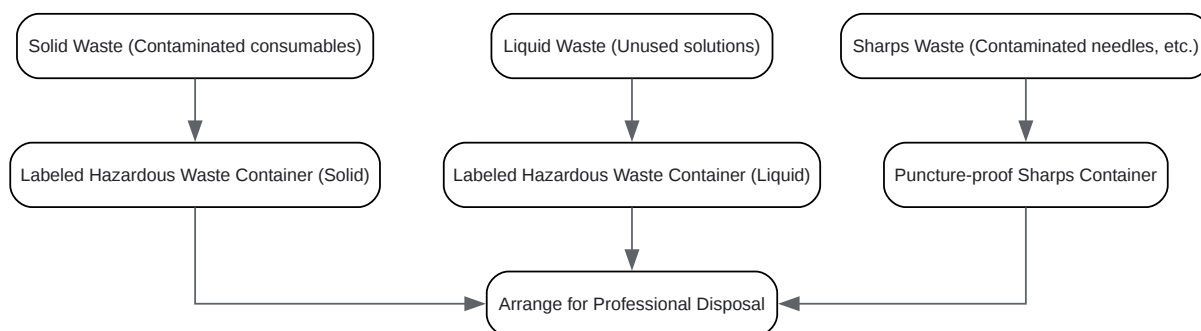 Solid Waste (Contaminated consumables)
Liquid Waste (Unused solutions)
Sharps Waste (Contaminated needles, etc.)
Labeled Hazardous Waste Container (Solid)
Labeled Hazardous Waste Container (Liquid)
Puncture-proof Sharps Container
Arrange for Professional Disposal